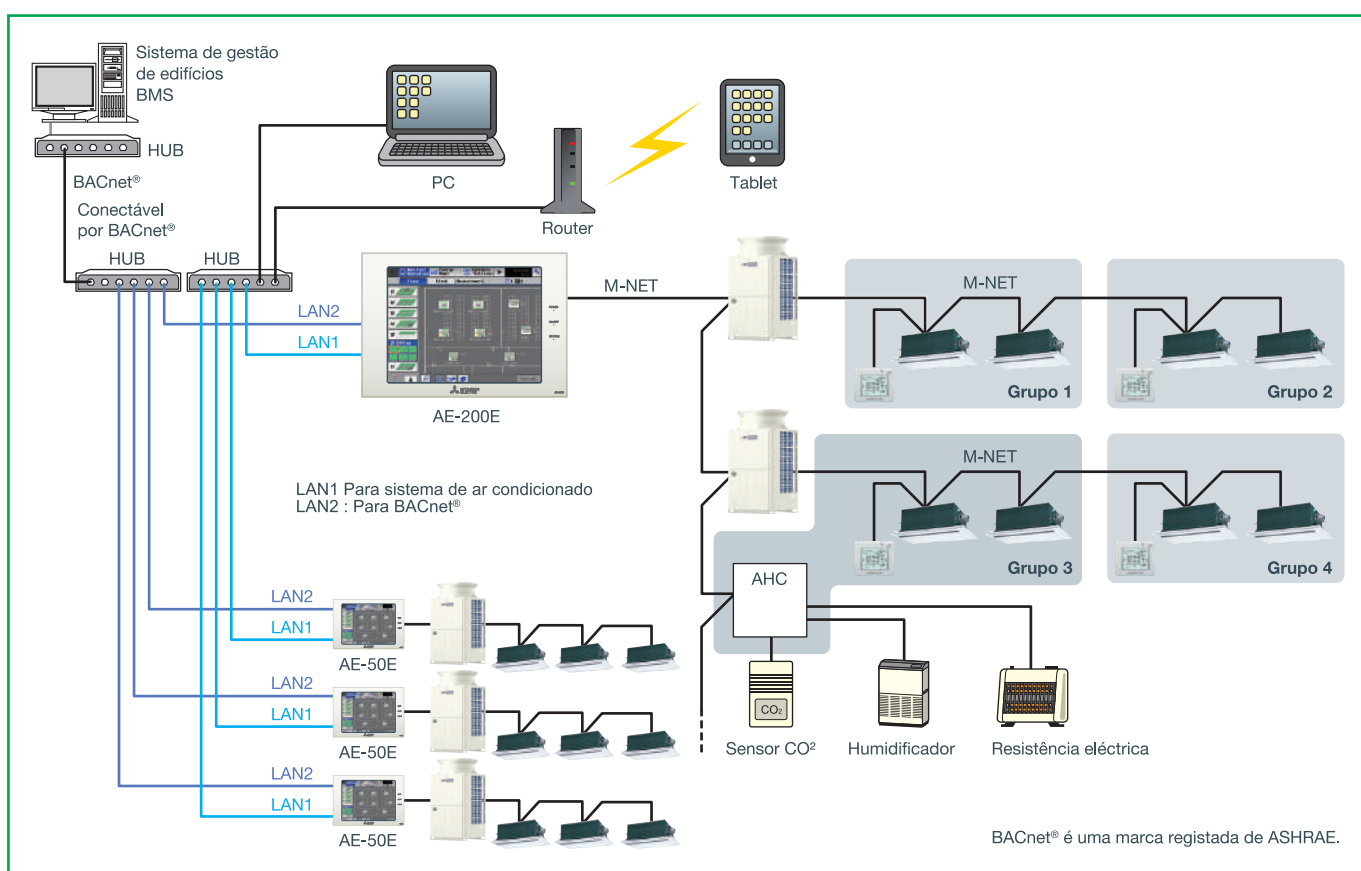 Sistema de gestão
de edifícios
BMS
HUB
BACnet®
Conectável
por BACnet®
HUB
HUB
PC
Router
Tablet
LAN2
LAN1
M-NET
AE-200E
M-NET
Grupo 1
Grupo 2
M-NET
Grupo 3
Grupo 4
LAN1 Para sistema de ar condicionado
LAN2 : Para BACnet®
AHC
CO₂
Sensor CO²
Humidificador
Resistência eléctrica
LAN2
LAN1
AE-50E
LAN2
LAN1
AE-50E
LAN2
LAN1
AE-50E
BACnet® é uma marca registada de ASHRAE.